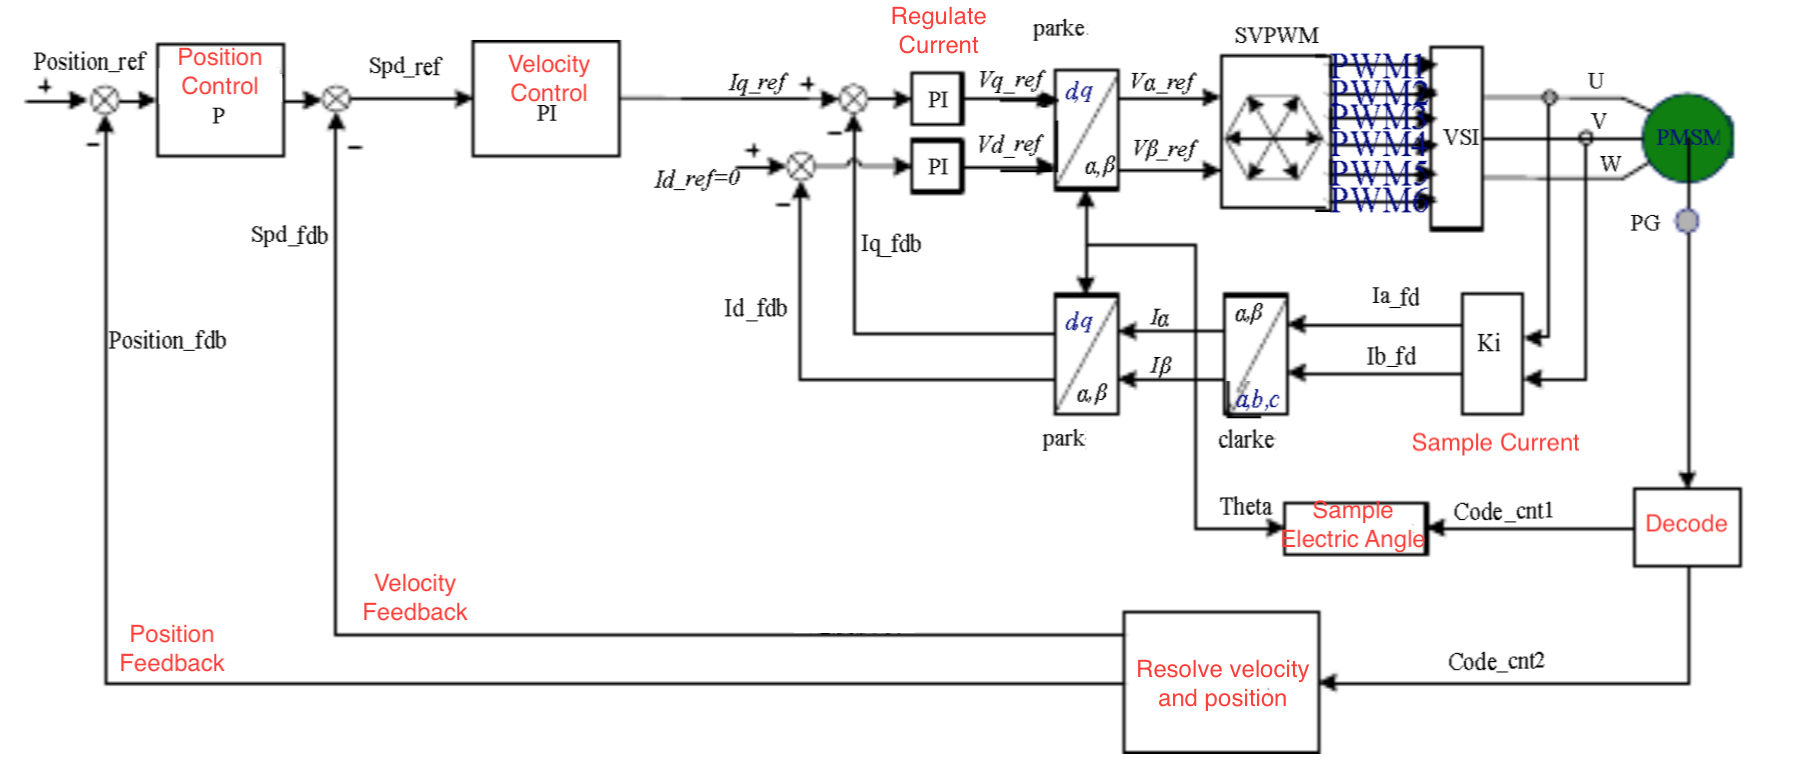 Regulate
Current
parke
SVPWM
Position_ref
+
Position
Control
P
Spd_ref
Velocity
Control
PI
Iq_ref
+
PI
Vq_ref
d,q
α,β
Vα_ref
PWM1
PWM2
PWM3
PWM4
PWM5
PWM6
VSI
U
V
W
PMSM
−
−
−
+
Id_ref=0
−
PI
Vd_ref
Vβ_ref
PG
Spd_fdb
Iq_fdb
Id_fdb
Position_fdb
dq
α,β
park
Iα
Iβ
α,β
a,b,c
clarke
Ia_fd
Ib_fd
Ki
Sample Current
Theta
Sample
Electric Angle
Code_cnt1
Decode
Velocity
Feedback
Position
Feedback
Resolve velocity
and position
Code_cnt2